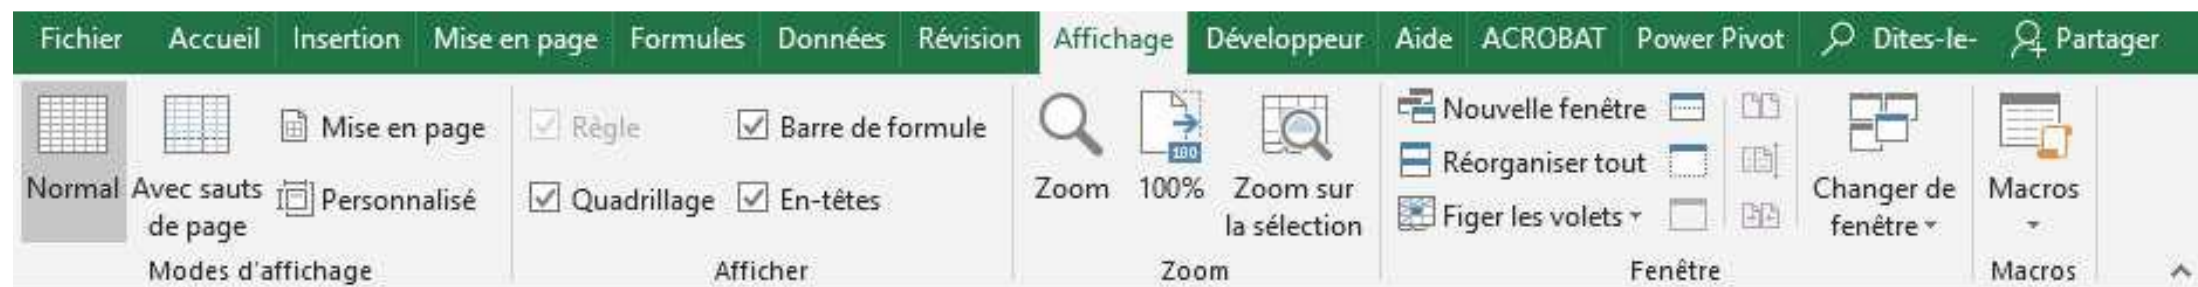 Fichier Accueil Insertion Mise en page Formules Données Révision Affichage Développeur Aide ACROBAT Power Pivot Dites-le- Partager
Normal
Avec sauts
de page
Mise en page
Personnalisé
Modes d'affichage
Règle
Barre de formule
Quadrillage
En-têtes
Afficher
Zoom
100%
100
Zoom sur
la sélection
Zoom
Nouvelle fenêtre
Réorganiser tout
Figer les volets
Changer de
fenêtre
Fenêtre
Macros
Macros